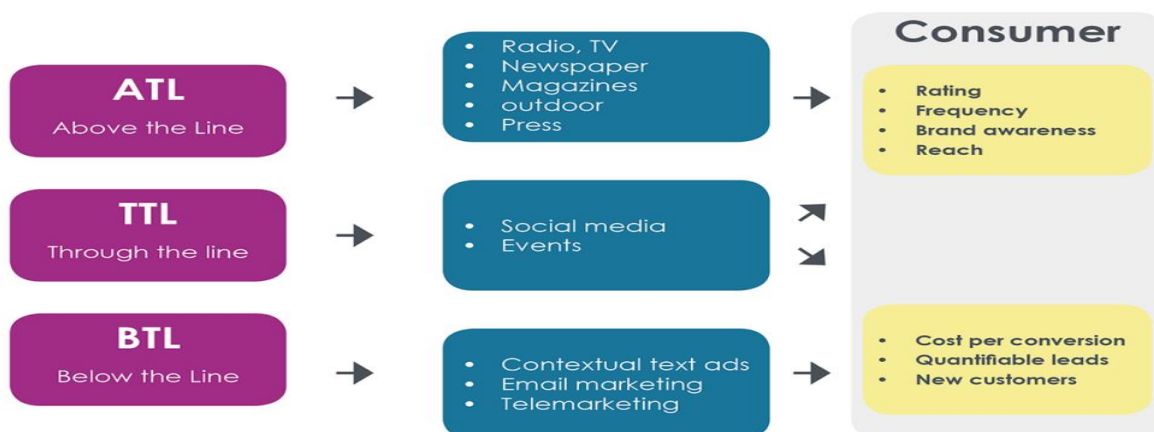 Consumer
ATL
Above the Line
• Radio, TV
• Newspaper
• Magazines
• outdoor
• Press
• Rating
• Frequency
• Brand awareness
• Reach
TTL
Through the line
• Social media
• Events
BTL
Below the Line
• Contextual text ads
• Email marketing
• Telemarketing
• Cost per conversion
• Quantifiable leads
• New customers